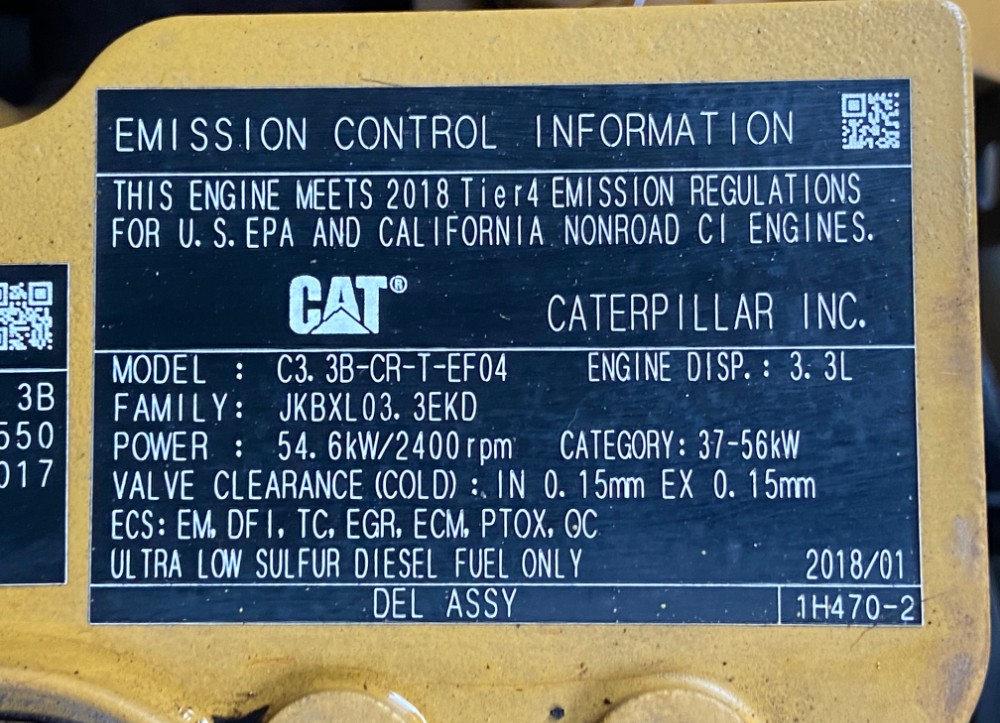 EMISSION CONTROL INFORMATION
THIS ENGINE MEETS 2018 Tier4 EMISSION REGULATIONS
FOR U.S.EPA AND CALIFORNIA NONROAD CI ENGINES.
CAT®
CATERPILLAR INC.
MODEL : C3.3B-CR-T-EF04 ENGINE DISP.: 3.3L
FAMILY: JKBXL03.3EKD
POWER : 54.6kW/2400rpm CATEGORY: 37-56kW
VALVE CLEARANCE (COLD) : IN 0.15mm EX 0.15mm
ECS: EM, DFI, TC, EGR, ECM, PTOX, OC
ULTRA LOW SULFUR DIESEL FUEL ONLY 2018/01
DEL ASSY 1H470-2
3B
550
017